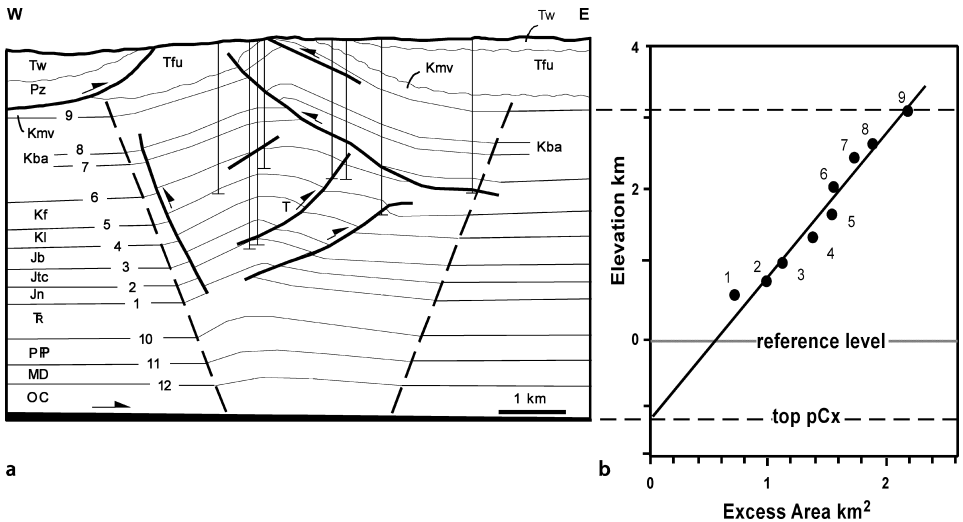 W
E
Tw
Tw
Tfu
Kmv
Tfu
Pz
9
Kmv
8
Kba
7
Kba
6
T
Kf
5
Kl
4
Jb
3
Jtc
2
Jn
1
TR
10
PIP
11
MD
12
OC
1 km
a
4
2
0
Elevation km
9
8
7
6
5
4
3
2
1
reference level
top pCx
0
1
2
Excess Area km²
b